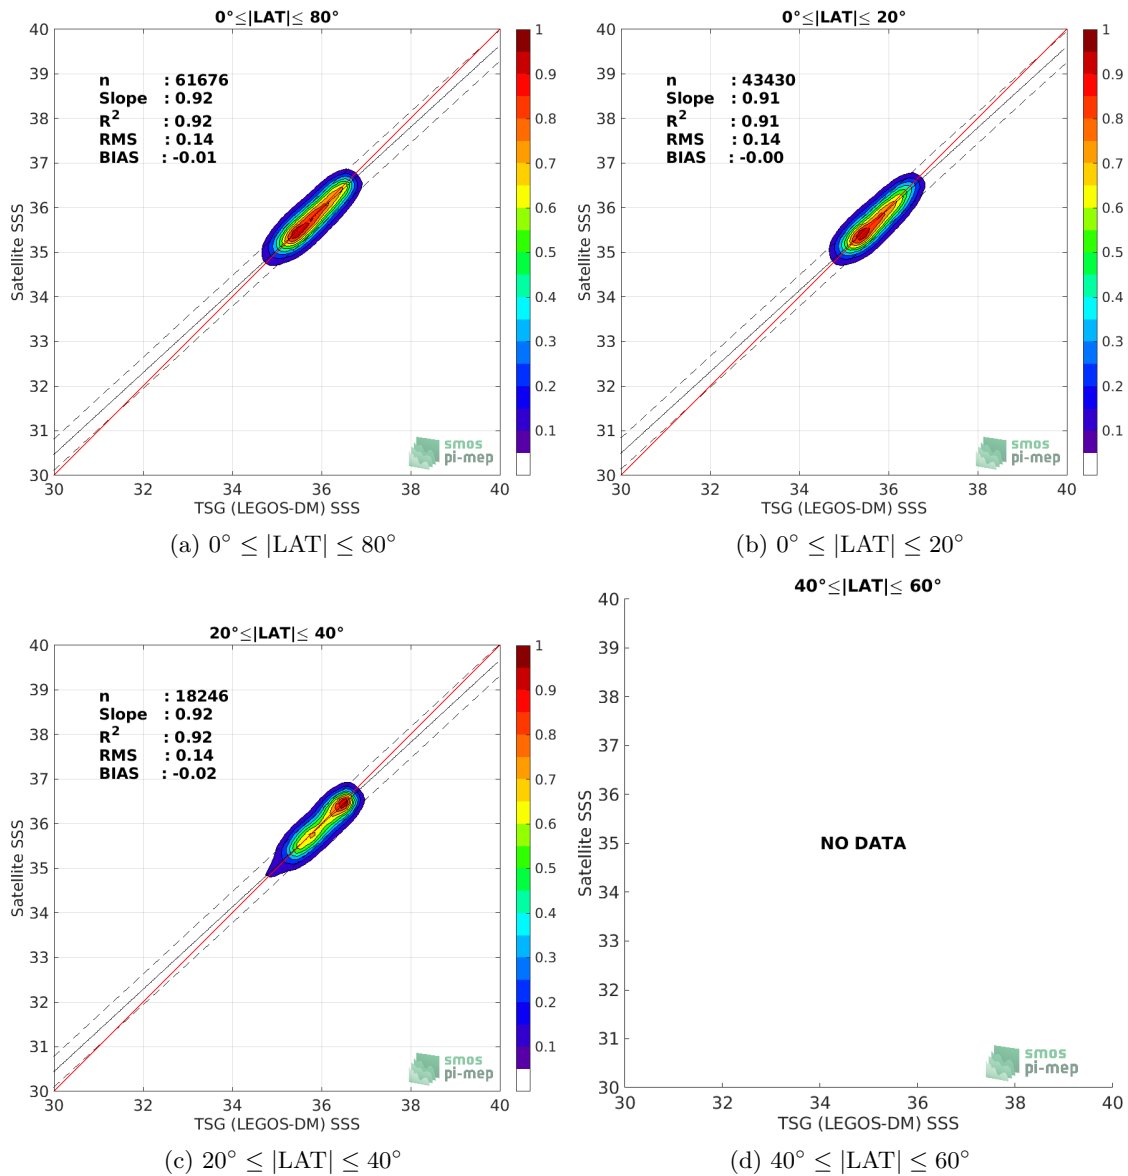 0°≤|LAT|≤ 80°
40
39
38
37
36
35
34
33
32
31
30
Satellite SSS
n : 61676
Slope : 0.92
R2 : 0.92
RMS : 0.14
BIAS : -0.01
smos
pi-mep
30 32 34 36 38 40
TSG (LEGOS-DM) SSS
1
0.9
0.8
0.7
0.6
0.5
0.4
0.3
0.2
0.1
(a) 0° ≤ |LAT| ≤ 80°
0°≤|LAT|≤ 20°
40
39
38
37
36
35
34
33
32
31
30
Satellite SSS
n : 43430
Slope : 0.91
R2 : 0.91
RMS : 0.14
BIAS : -0.00
smos
pi-mep
30 32 34 36 38 40
TSG (LEGOS-DM) SSS
1
0.9
0.8
0.7
0.6
0.5
0.4
0.3
0.2
0.1
(b) 0° ≤ |LAT| ≤ 20°
20°≤|LAT|≤ 40°
40
39
38
37
36
35
34
33
32
31
30
Satellite SSS
n : 18246
Slope : 0.92
R2 : 0.92
RMS : 0.14
BIAS : -0.02
smos
pi-mep
30 32 34 36 38 40
TSG (LEGOS-DM) SSS
1
0.9
0.8
0.7
0.6
0.5
0.4
0.3
0.2
0.1
(c) 20° ≤ |LAT| ≤ 40°
40°≤|LAT|≤ 60°
40
39
38
37
36
35
34
33
32
31
30
Satellite SSS
NO DATA
smos
pi-mep
30 32 34 36 38 40
TSG (LEGOS-DM) SSS
(d) 40° ≤ |LAT| ≤ 60°